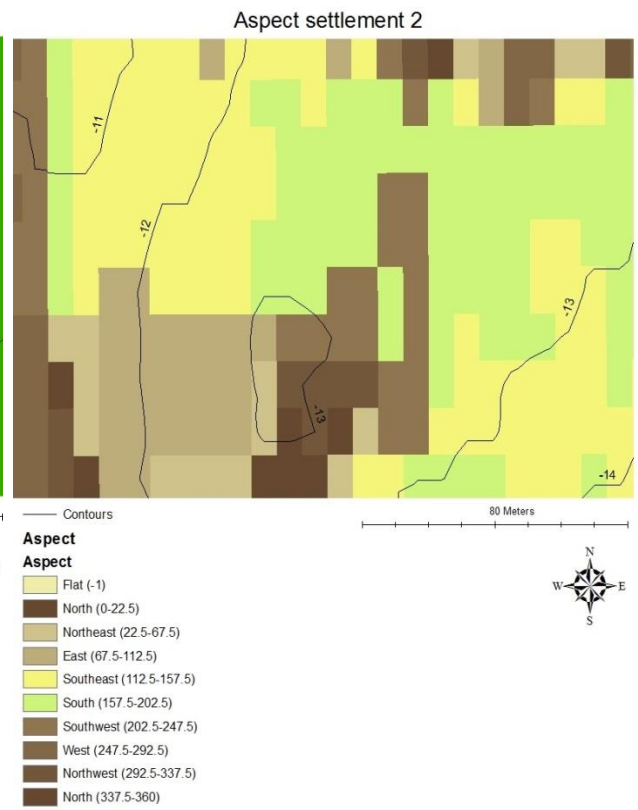 Aspect settlement 2
-11
-12
-13
-13
-14
Contours
80 Meters
Aspect
Aspect
Flat (-1)
North (0-22.5)
Northeast (22.5-67.5)
East (67.5-112.5)
Southeast (112.5-157.5)
South (157.5-202.5)
Southwest (202.5-247.5)
West (247.5-292.5)
Northwest (292.5-337.5)
North (337.5-360)
N
W
E
S